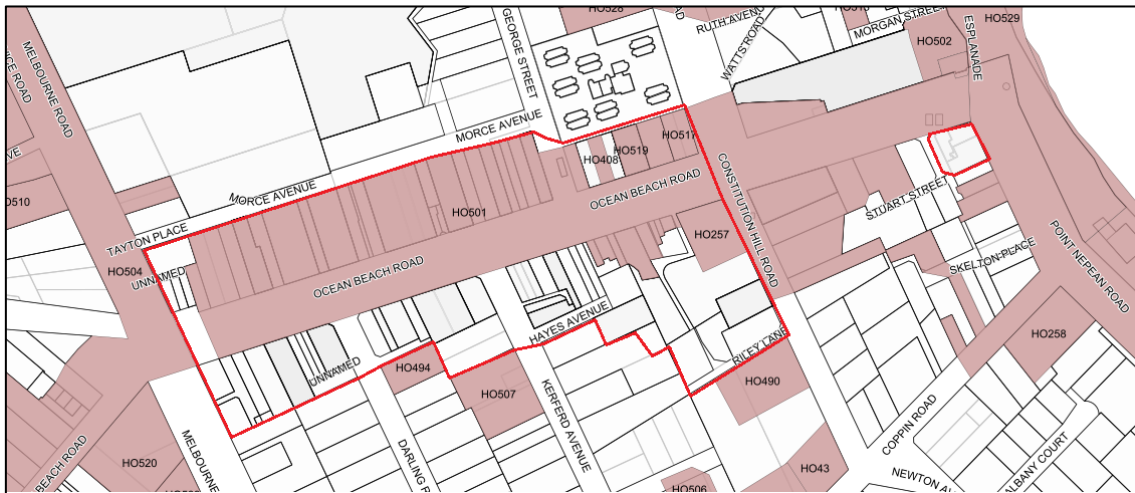 HO528
RUTH AVENUE
MORGAN STREET
HO529
HO502
ESPLANADE
GEORGE STREET
WATTS ROAD
MELBOURNE ROAD
MORCE AVENUE
HO517
HO519
HO408
CONSTITUTION HILL ROAD
STUART STREET
MORCE AVENUE
OCEAN BEACH ROAD
HO501
HO257
TAYTON PLACE
HO504
UNNAMED
OCEAN BEACH ROAD
SKELTON PLACE
POINT NEPEAN ROAD
HAYES AVENUE
HO258
RILEY LANE
UNNAMED
HO494
HO507
HO490
KERFERD AVENUE
COPPIN ROAD
MELBOURNE
DARLING R
BEACH ROAD
HO520
HO43
ALBANY COURT
NEWTON AV
HO506